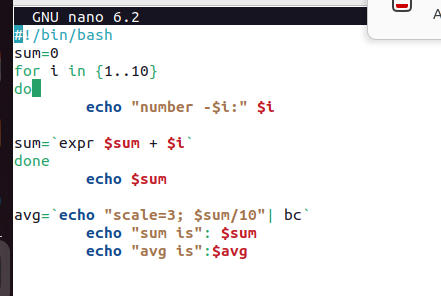 GNU nano 6.2
#!/bin/bash
sum=0
for i in {1..10}
do
echo "number -$i:" $i
sum=`expr $sum + $i`
done
echo $sum
avg=`echo "scale=3; $sum/10"| bc`
echo "sum is": $sum
echo "avg is":$avg